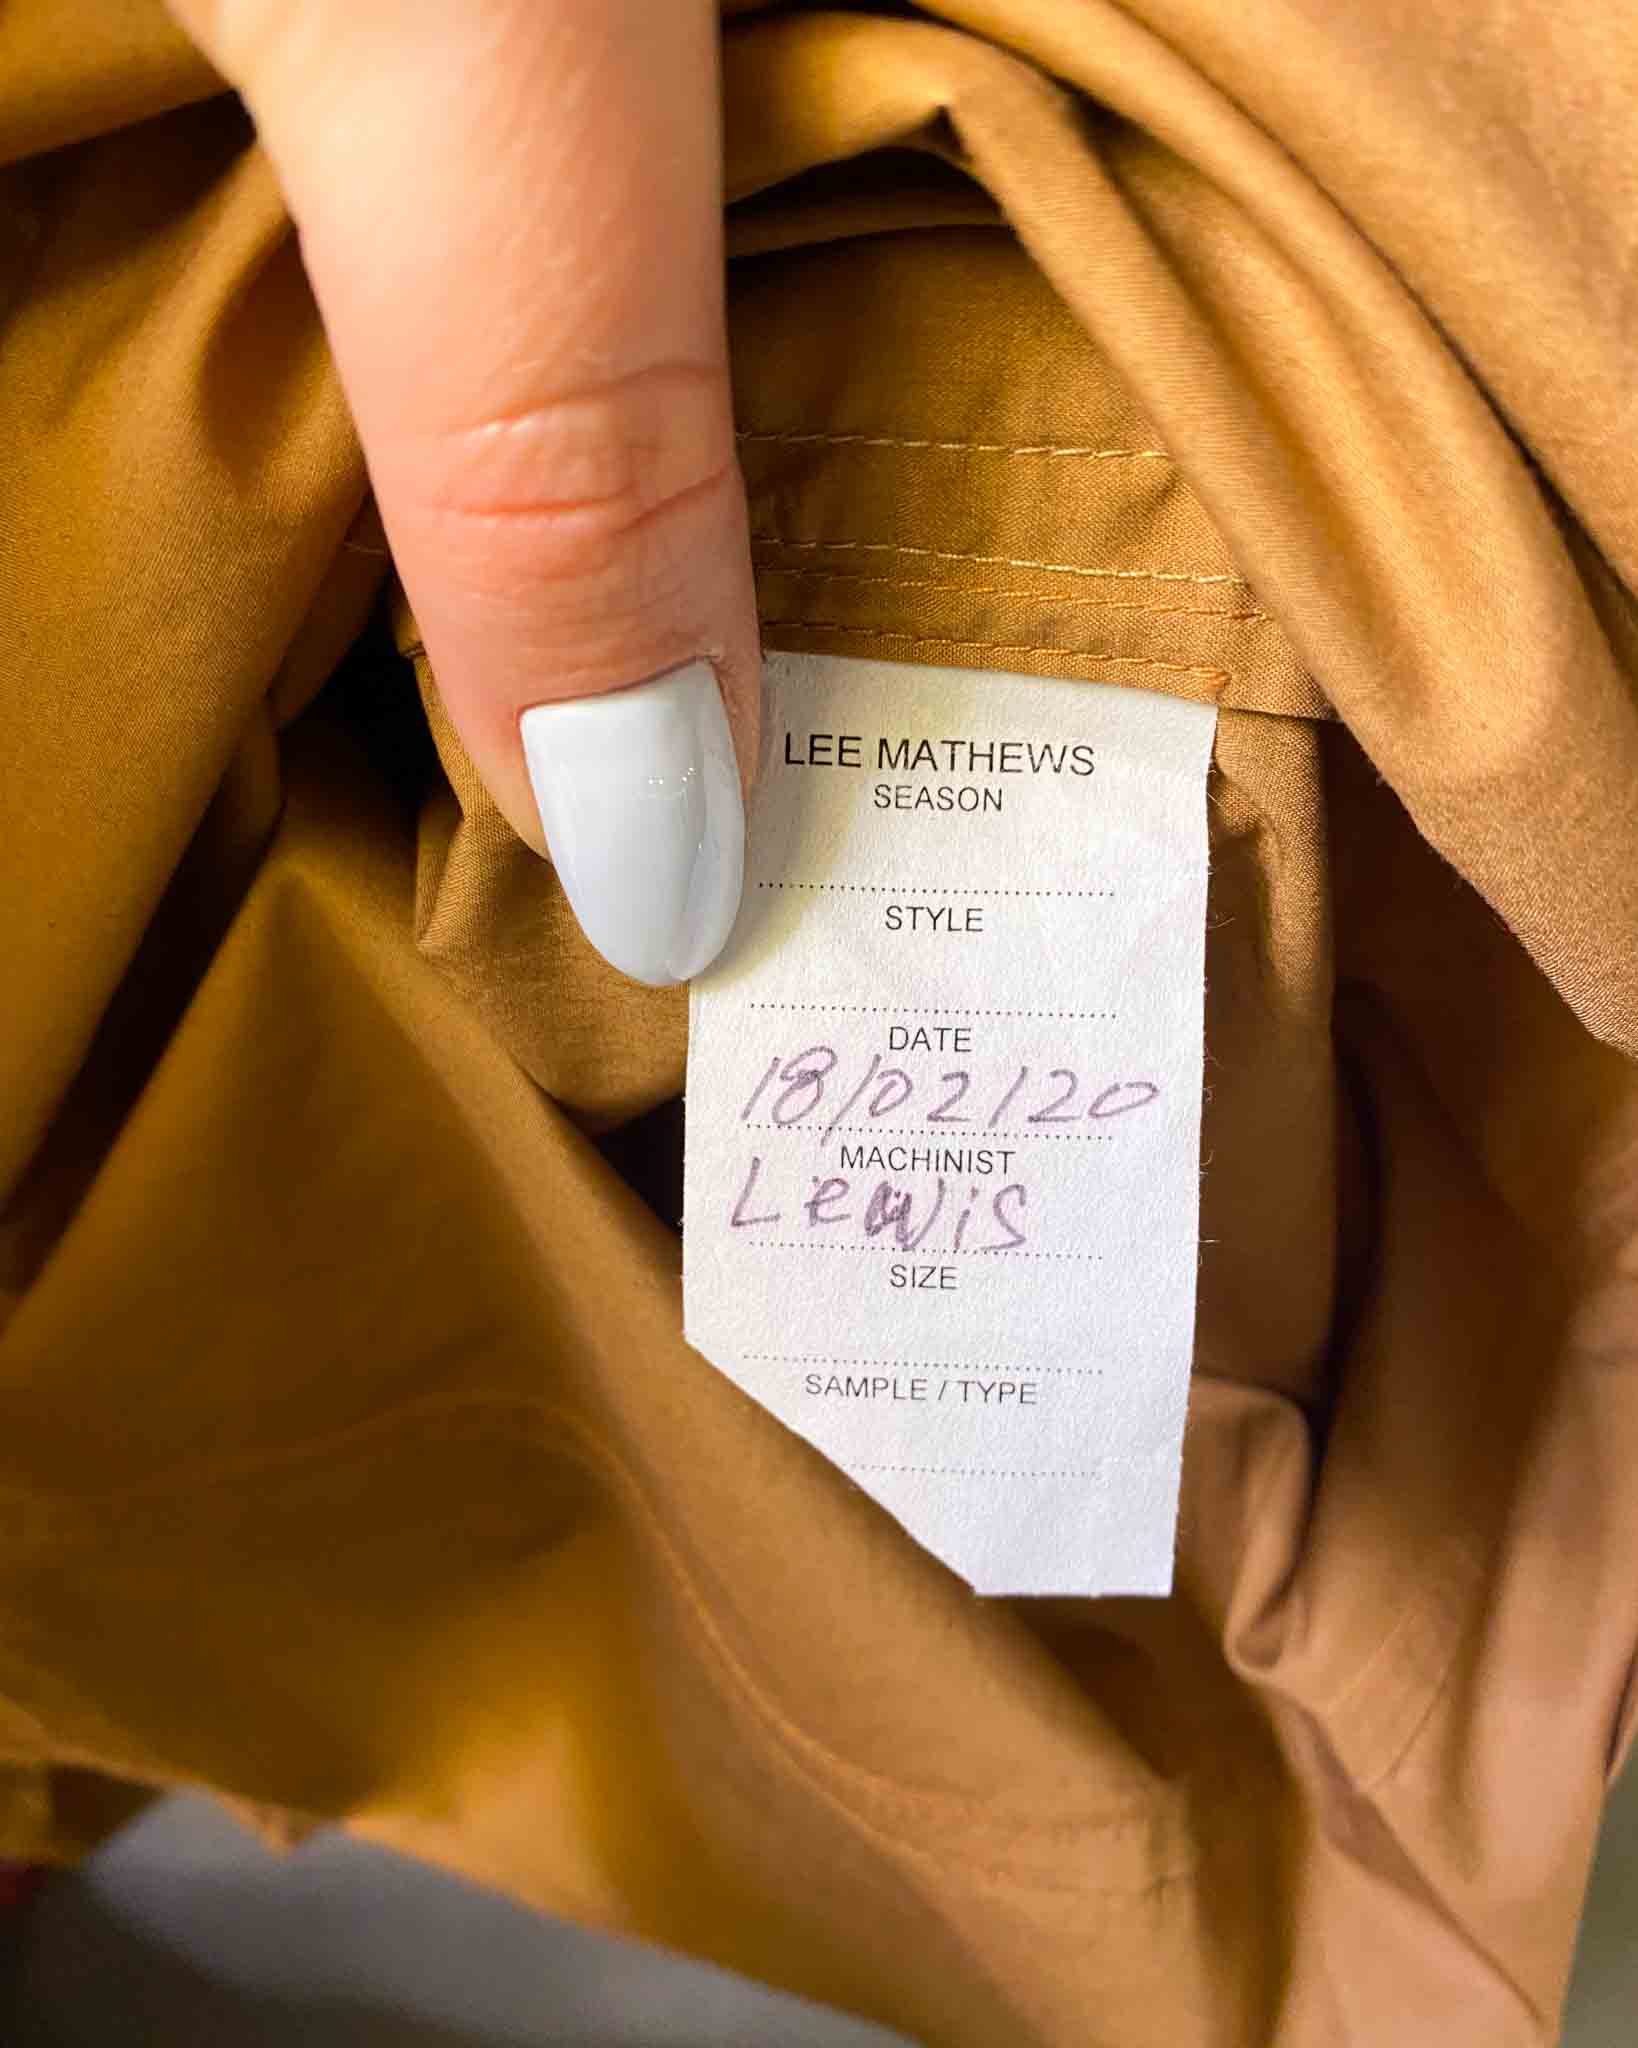 LEE MATHEWS
SEASON
STYLE
DATE
18/02/20
MACHINIST
Lewis
SIZE
SAMPLE / TYPE